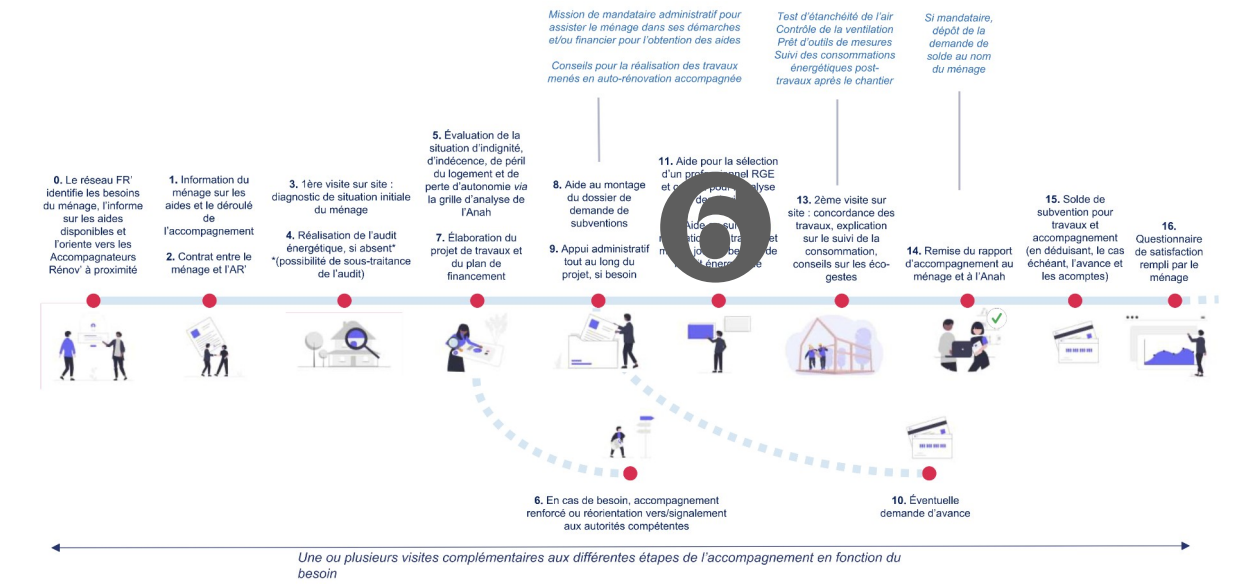 Mission de mandataire administratif pour
assister le ménage dans ses démarches
et/ou financier pour l'obtention des aides
Conseils pour la réalisation des travaux
menés en auto-rénovation accompagnée
Test d'étanchéité de l'air
Contrôle de la ventilation
Prêt d'outils de mesures
Suivi des consommations
énergétiques post-
travaux après le chantier
Si mandataire,
dépôt de la
demande de
solde au nom
du ménage
0. Le réseau FR'
identifie les besoins
du ménage, l'informe
sur les aides
disponibles et
l'oriente vers les
Accompagnateurs
Rénov' à proximité
1. Information du
ménage sur les
aides et le déroulé
de
l'accompagnement
2. Contrat entre le
ménage et l'AR'
3. 1ère visite sur site :
diagnostic de situation initiale
du ménage
4. Réalisation de l'audit
énergétique, si absent*
*(possibilité de sous-traitance
de l'audit)
5. Évaluation de la
situation d'indignité,
d'indécence, de péril
du logement et de
perte d'autonomie via
la grille d'analyse de
l'Anah
7. Élaboration du
projet de travaux et
du plan de
financement
8. Aide au montage
du dossier de
demande de
subventions
9. Appui administratif
tout au long du
projet, si besoin
11. Aide pour la sélection
d'un professionnel RGE
et
6
13. 2ème visite sur
site : concordance des
travaux, explication
sur le suivi de la
consommation,
conseils sur les éco-
gestes
14. Remise du rapport
d'accompagnement au
ménage et à l'Anah
15. Solde de
subvention pour
travaux et
accompagnement
(en déduisant, le cas
échéant, l'avance et
les acomptes)
16.
Questionnaire
de satisfaction
rempli par le
ménage
6. En cas de besoin, accompagnement
renforcé ou réorientation vers/signalement
aux autorités compétentes
10. Éventuelle
demande d'avance
Une ou plusieurs visites complémentaires aux différentes étapes de l'accompagnement en fonction du
besoin